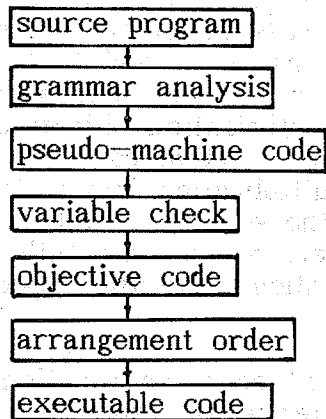 source program
grammar analysis
pseudo-machine code
variable check
objective code
arrangement order
executable code